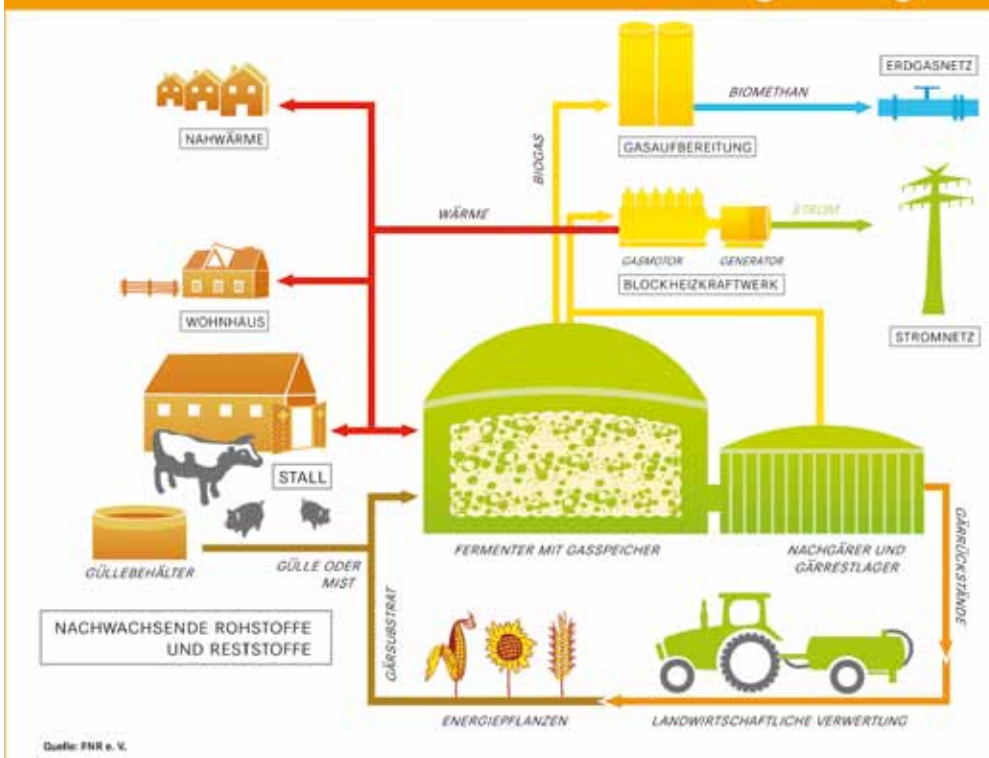 ERDGASNETZ
BIOMETHAN
NAHWÄRME
GASAUFBEREITUNG
BIOGAS
WÄRME
STROM
GASMOTOR
GENERATOR
BLOCKHEIZKRAFTWERK
WOHNHAUS
STROMNETZ
STALL
FERMENTER MIT GASSPEICHER
NACHGÄRER UND
GÄRRESTLAGER
GÜLLEBEHÄLTER
GÜLLE ODER
MIST
GÄRRÜCKSTÄNDE
NACHWACHSENDE ROHSTOFFE
UND RESTSTOFFE
GÄRSUBSTRAT
ENERGIEPFLANZEN
LANDWIRTSCHAFTLICHE VERWERTUNG
Quelle: FNR e. V.